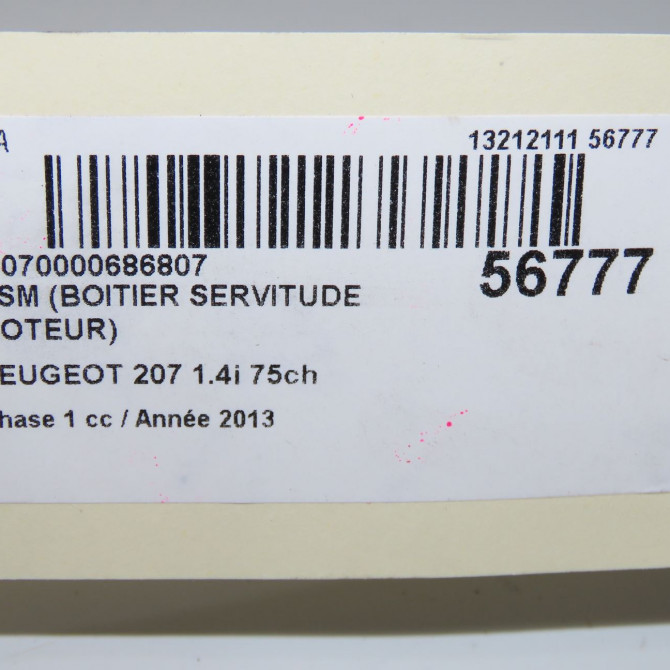 A 13212111 56777
070000686807
56777
SM (BOITIER SERVITUDE
OTEUR)
EUGEOT 207 1.4i 75ch
hase 1 cc / Année 2013